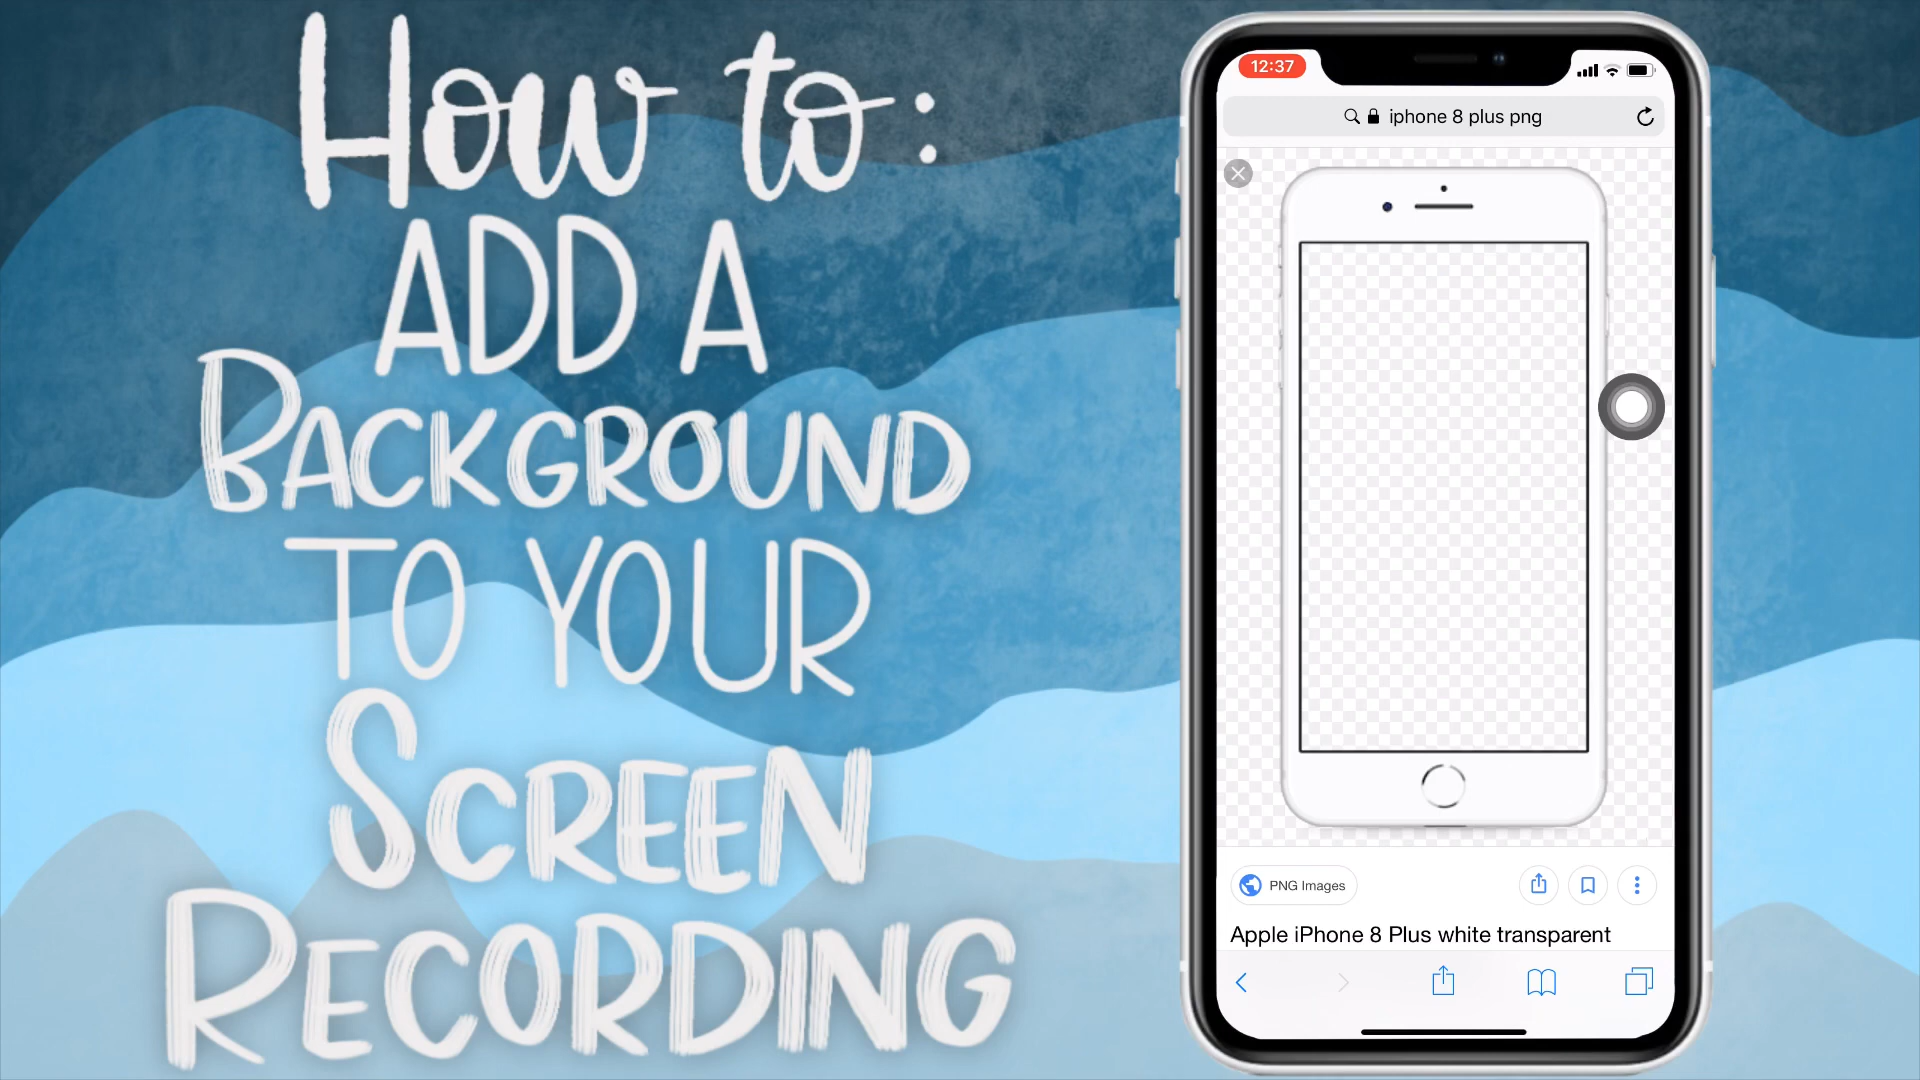 How to:
ADD A
BACKGROUND
TO YOUR
SCREEN
RECORDING
12:37
iphone 8 plus png
PNG Images
Apple iPhone 8 Plus white transparent